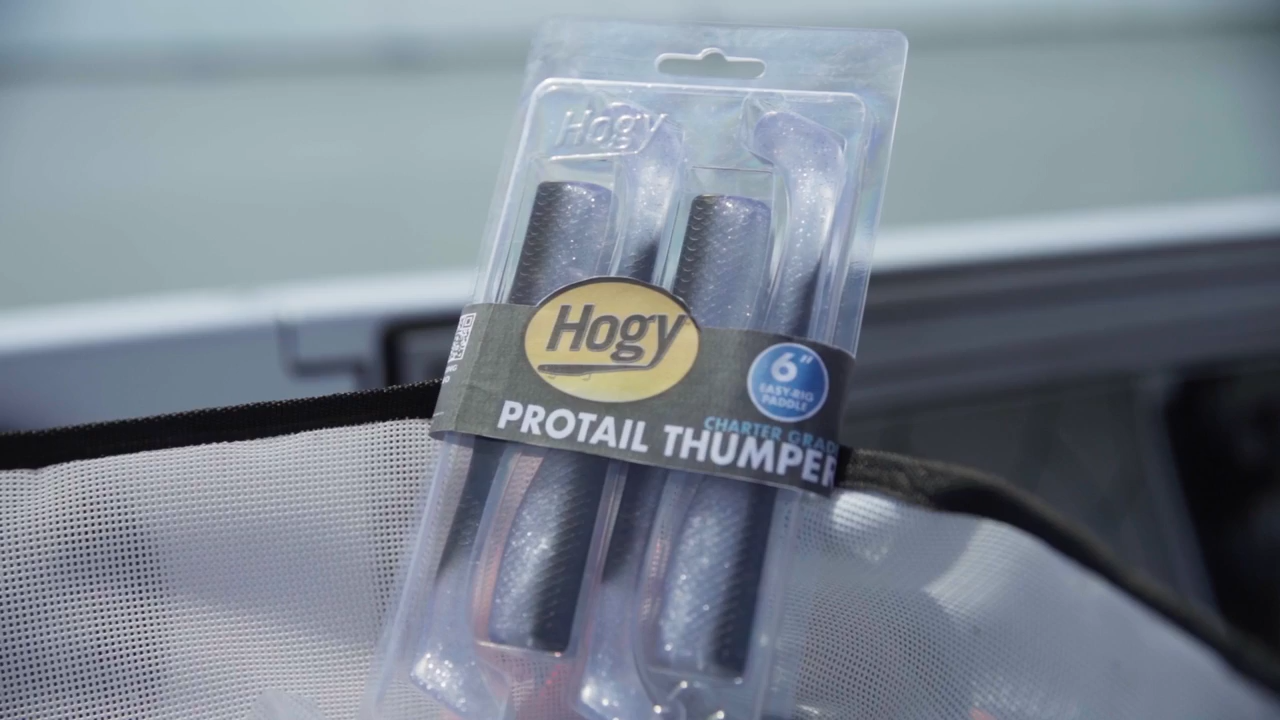 Hogy
Hogy
6"
EASY-RIG
PADDLE
CHARTER GRADE
PROTAIL THUMPER